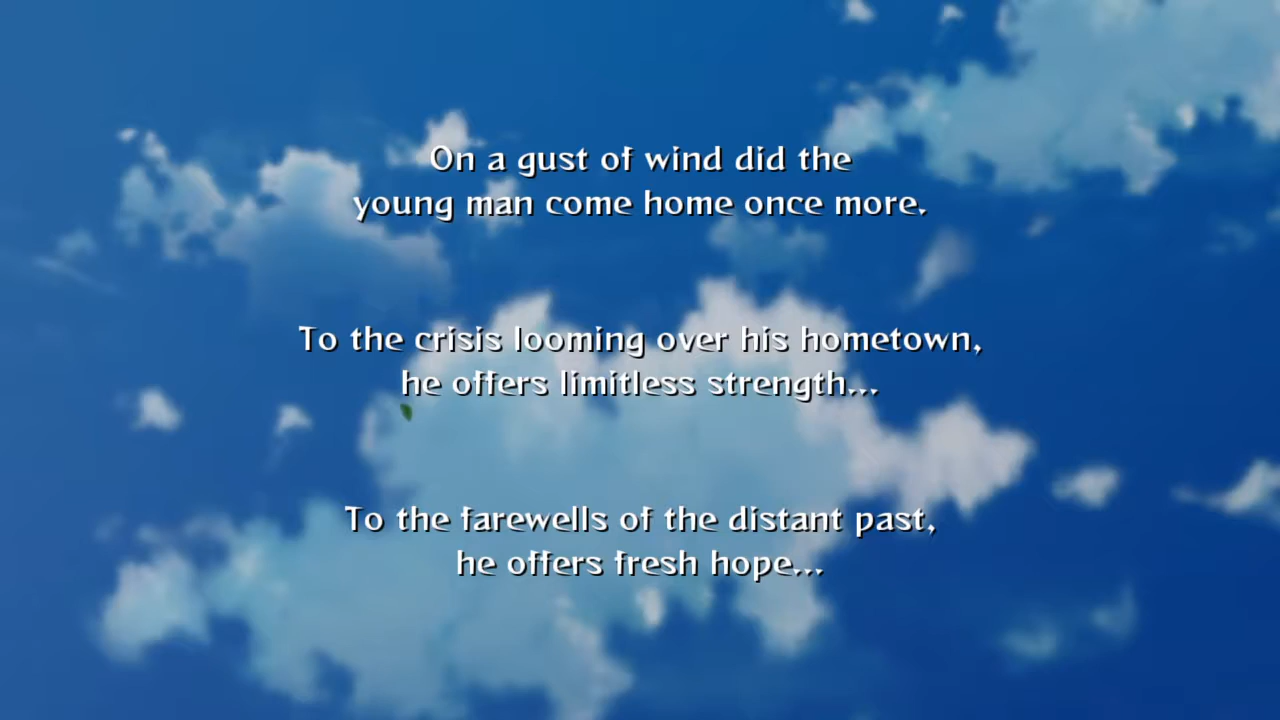 On a gust of wind did the
young man come home once more.
To the crisis looming over his hometown,
he offers limitless strength...
To the farewells of the distant past,
he offers fresh hope...